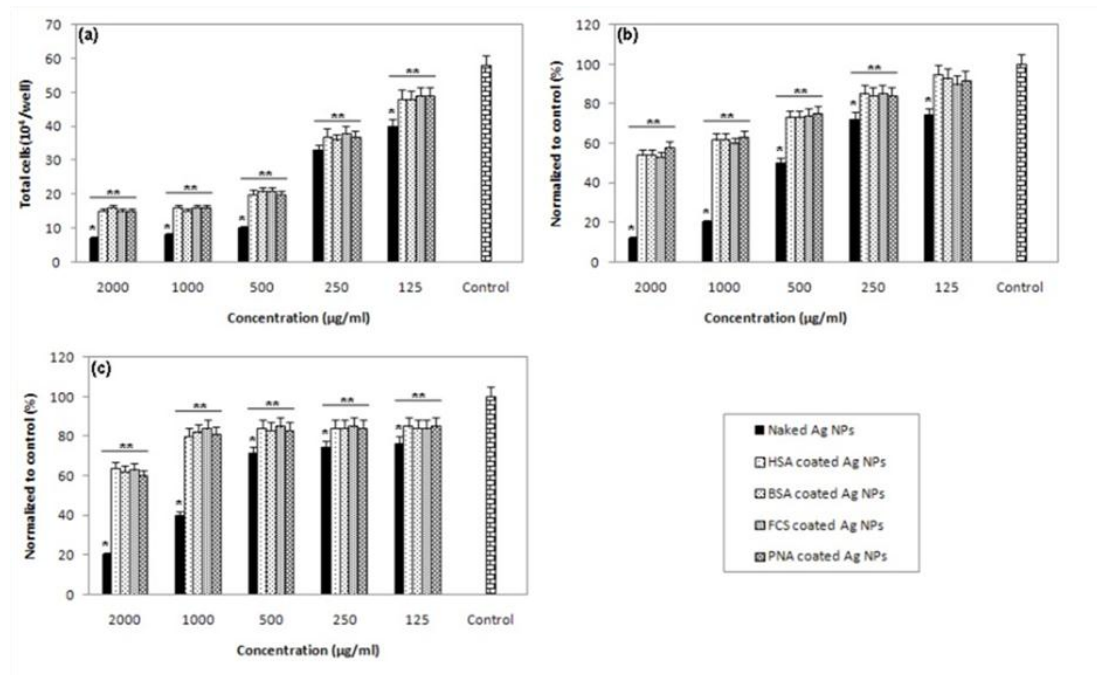 (a)
Total cells(10⁴/well)
70
60
50
40
30
20
10
0
** ** ** ** **
* * * *
2000 1000 500 250 125 Control
Concentration (µg/ml)
(b)
Normalized to control (%)
120
100
80
60
40
20
0
** ** ** **
* * * * *
2000 1000 500 250 125 Control
Concentration (µg/ml)
(c)
Normalized to control (%)
120
100
80
60
40
20
0
** ** ** ** **
* * * * *
2000 1000 500 250 125 Control
Concentration (µg/ml)
Naked Ag NPs
HSA coated Ag NPs
BSA coated Ag NPs
FCS coated Ag NPs
PNA coated Ag NPs